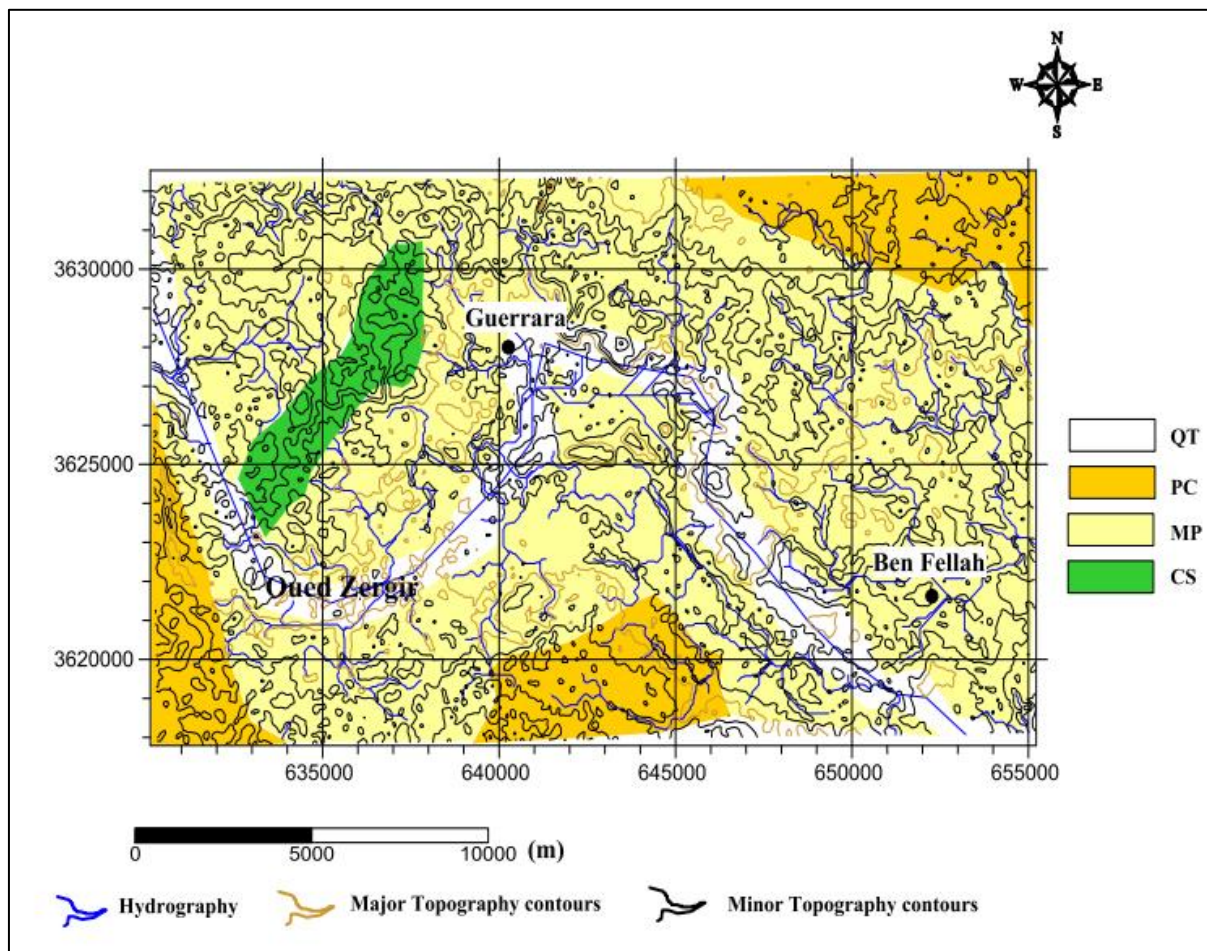 N
W E
S
3630000
3625000
3620000
Guerrara
Ben Fellah
Oued Zergir
635000 640000 645000 650000 655000
QT
PC
MP
CS
0 5000 10000 (m)
Hydrography
Major Topography contours
Minor Topography contours